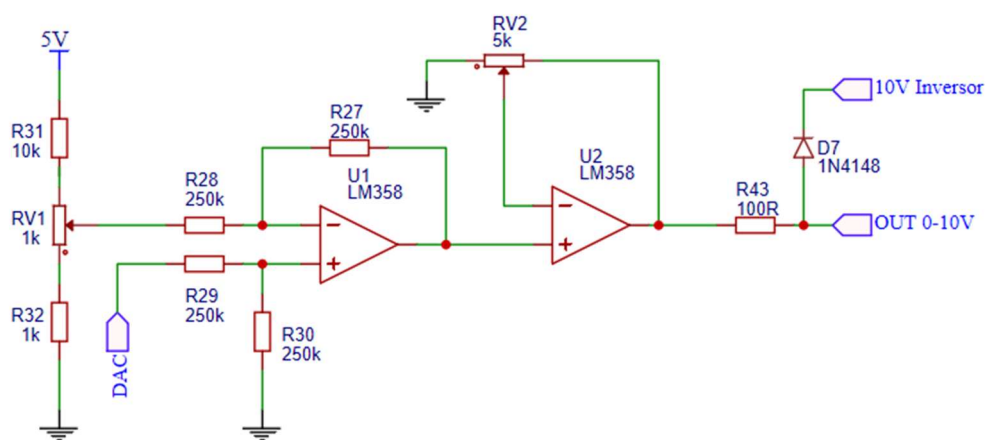 5V
R31
10k
RV1
1k
R32
1k
DAC
R28
250k
R29
250k
R27
250k
U1
LM358
R30
250k
RV2
5k
U2
LM358
R43
100R
D7
1N4148
10V Inversor
OUT 0-10V